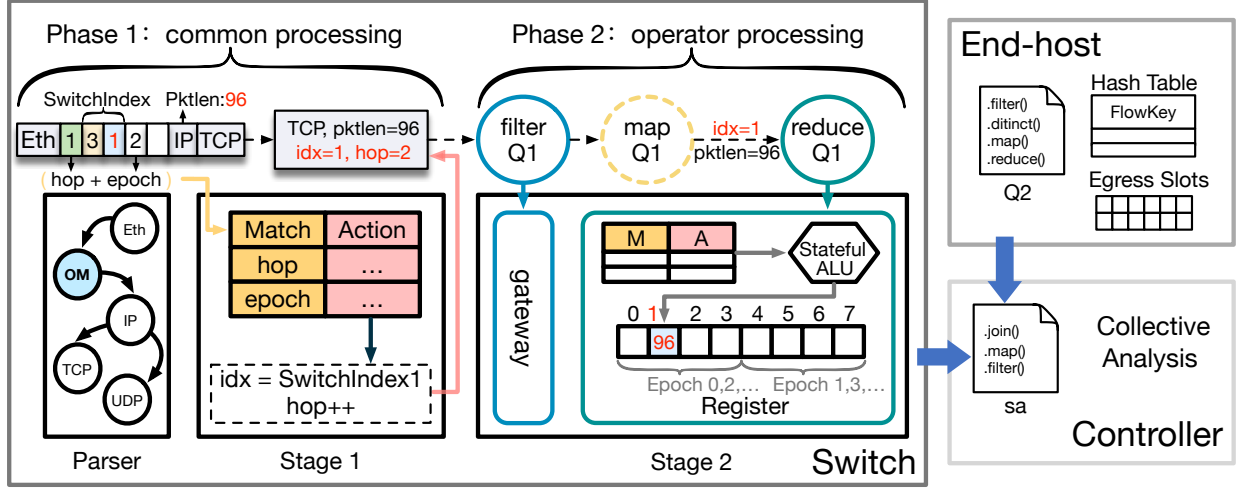 Phase 1: common processing
Phase 2: operator processing
SwitchIndex
Pktlen:96
Eth 1 3 1 2 IP TCP
(hop + epoch)
TCP, pktlen=96
idx=1, hop=2
filter
Q1
map
Q1
idx=1
pktlen=96
reduce
Q1
Eth
OM
IP
TCP
UDP
Parser
Match Action
hop ...
epoch ...
idx = SwitchIndex1
hop++
Stage 1
gateway
M A
Stateful
ALU
0 1 2 3 4 5 6 7
96
Epoch 0,2,... Epoch 1,3,...
Register
Stage 2
Switch
End-host
.filter()
.ditinct()
.map()
.reduce()
Q2
Hash Table
FlowKey
Egress Slots
.join()
.map()
.filter()
sa
Collective
Analysis
Controller